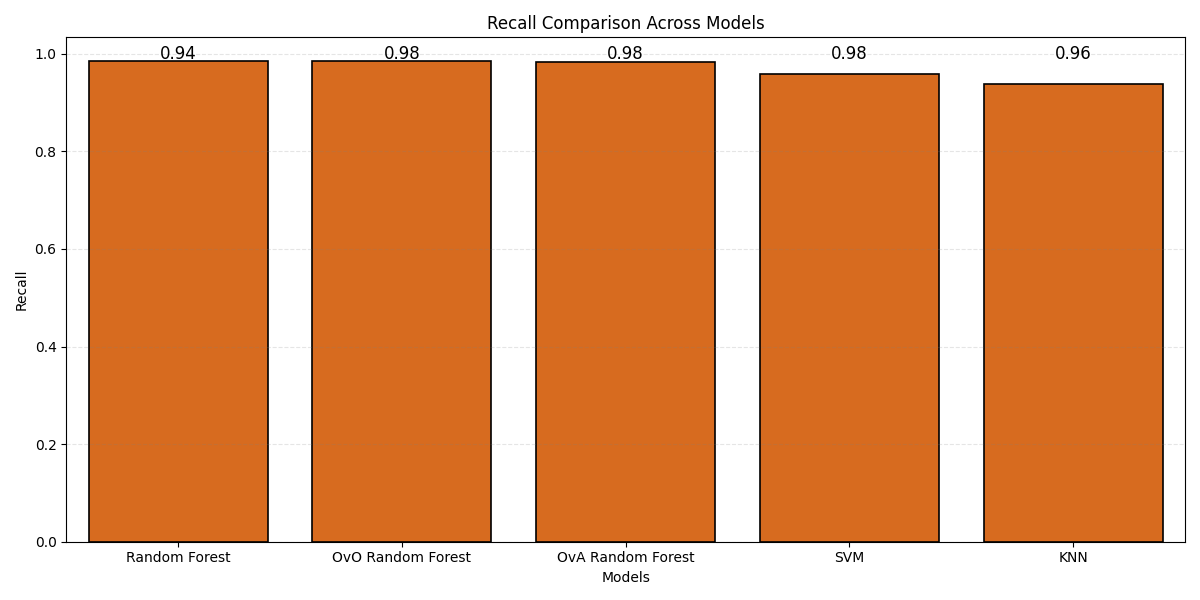 Recall Comparison Across Models
0.94
0.98
0.98
0.98
0.96
1.0
0.8
0.6
0.4
0.2
0.0
Recall
Random Forest
OvO Random Forest
OvA Random Forest
SVM
KNN
Models